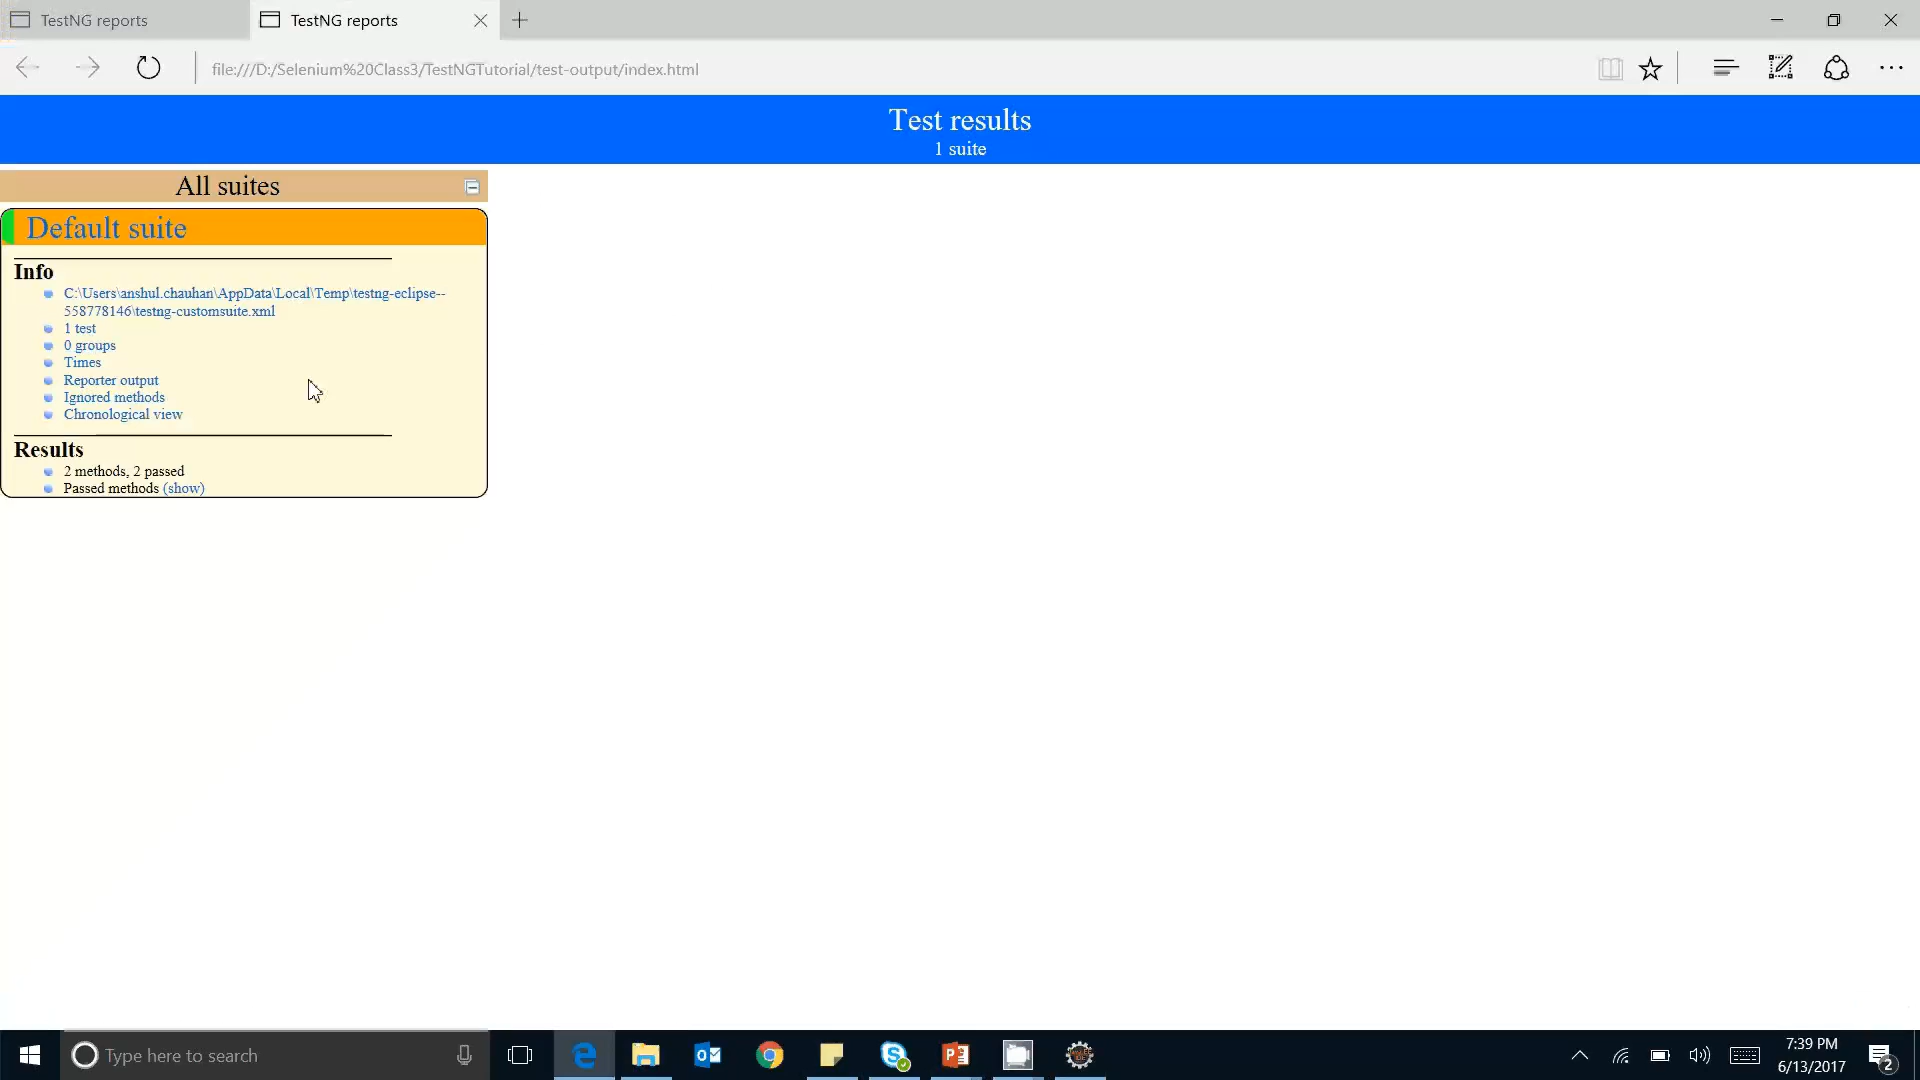 TestNG reports
TestNG reports
file:///D:/Selenium%20Class3/TestNGTutorial/test-output/index.html
Test results
1 suite
All suites
Default suite
Info
C:\Users\anshul.chauhan\AppData\Local\Temp\testng-eclipse--
558778146\testng-customsuite.xml
1 test
0 groups
Times
Reporter output
Ignored methods
Chronological view
Results
2 methods, 2 passed
Passed methods (show)
Type here to search
7:39 PM
6/13/2017
2